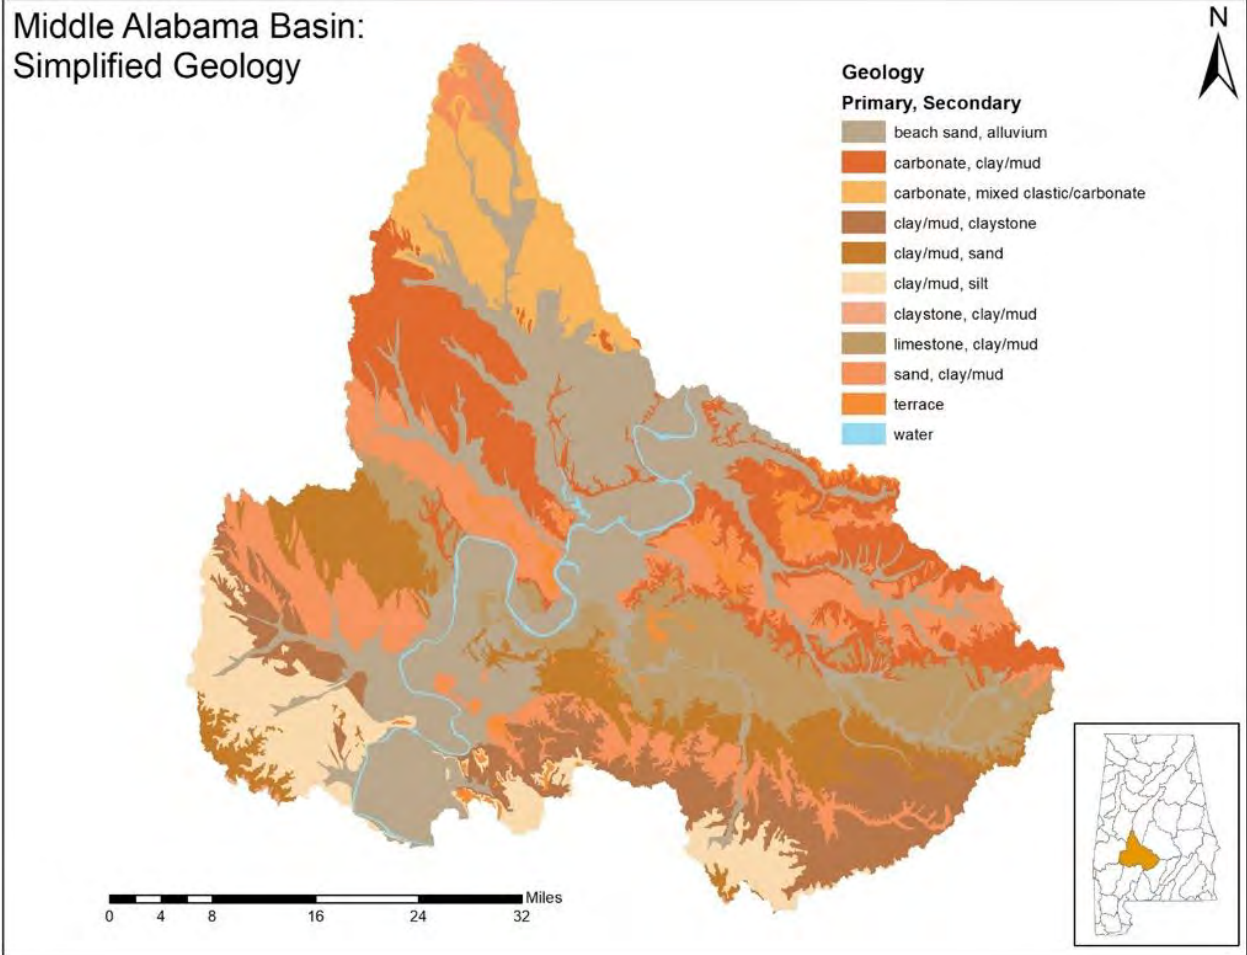 Middle Alabama Basin:
Simplified Geology
N
Geology
Primary, Secondary
beach sand, alluvium
carbonate, clay/mud
carbonate, mixed clastic/carbonate
clay/mud, claystone
clay/mud, sand
clay/mud, silt
claystone, clay/mud
limestone, clay/mud
sand, clay/mud
terrace
water
Miles
0 4 8 16 24 32